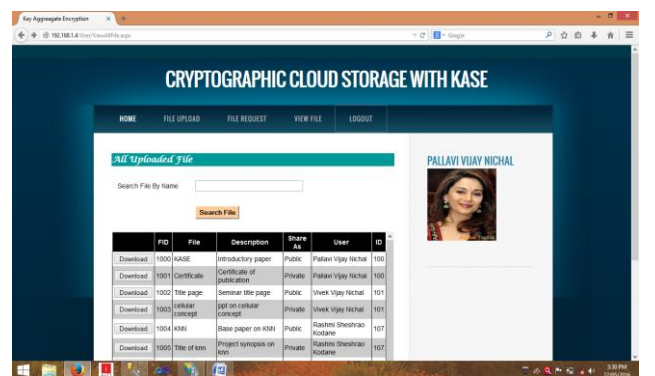 Key Aggregate Encryption
192.168.1.4/User/ViewAllFile.aspx
Google
CRYPTOGRAPHIC CLOUD STORAGE WITH KASE
HOME FILE UPLOAD FILE REQUEST VIEW FILE LOGOUT
All Uploaded File
PALLAVI VIJAY NICHAL
Search File By Name
Search File
FID File Description Share As User ID
Download 1000 KASE Introductory paper Public Pallavi Vijay Nichal 100
Download 1001 Certificate Certificate of publication Private Pallavi Vijay Nichal 100
Download 1002 Title page Seminar title page Public Vivek Vijay Nichal 101
Download 1003 cellular concept ppt on cellular concept Private Vivek Vijay Nichal 101
Download 1004 KNN Base paper on KNN Public Rashmi Sheshrao Kodane 107
Download 1005 Title of knn Project synopsis on knn Private Rashmi Sheshrao Kodane 107
3:30 PM